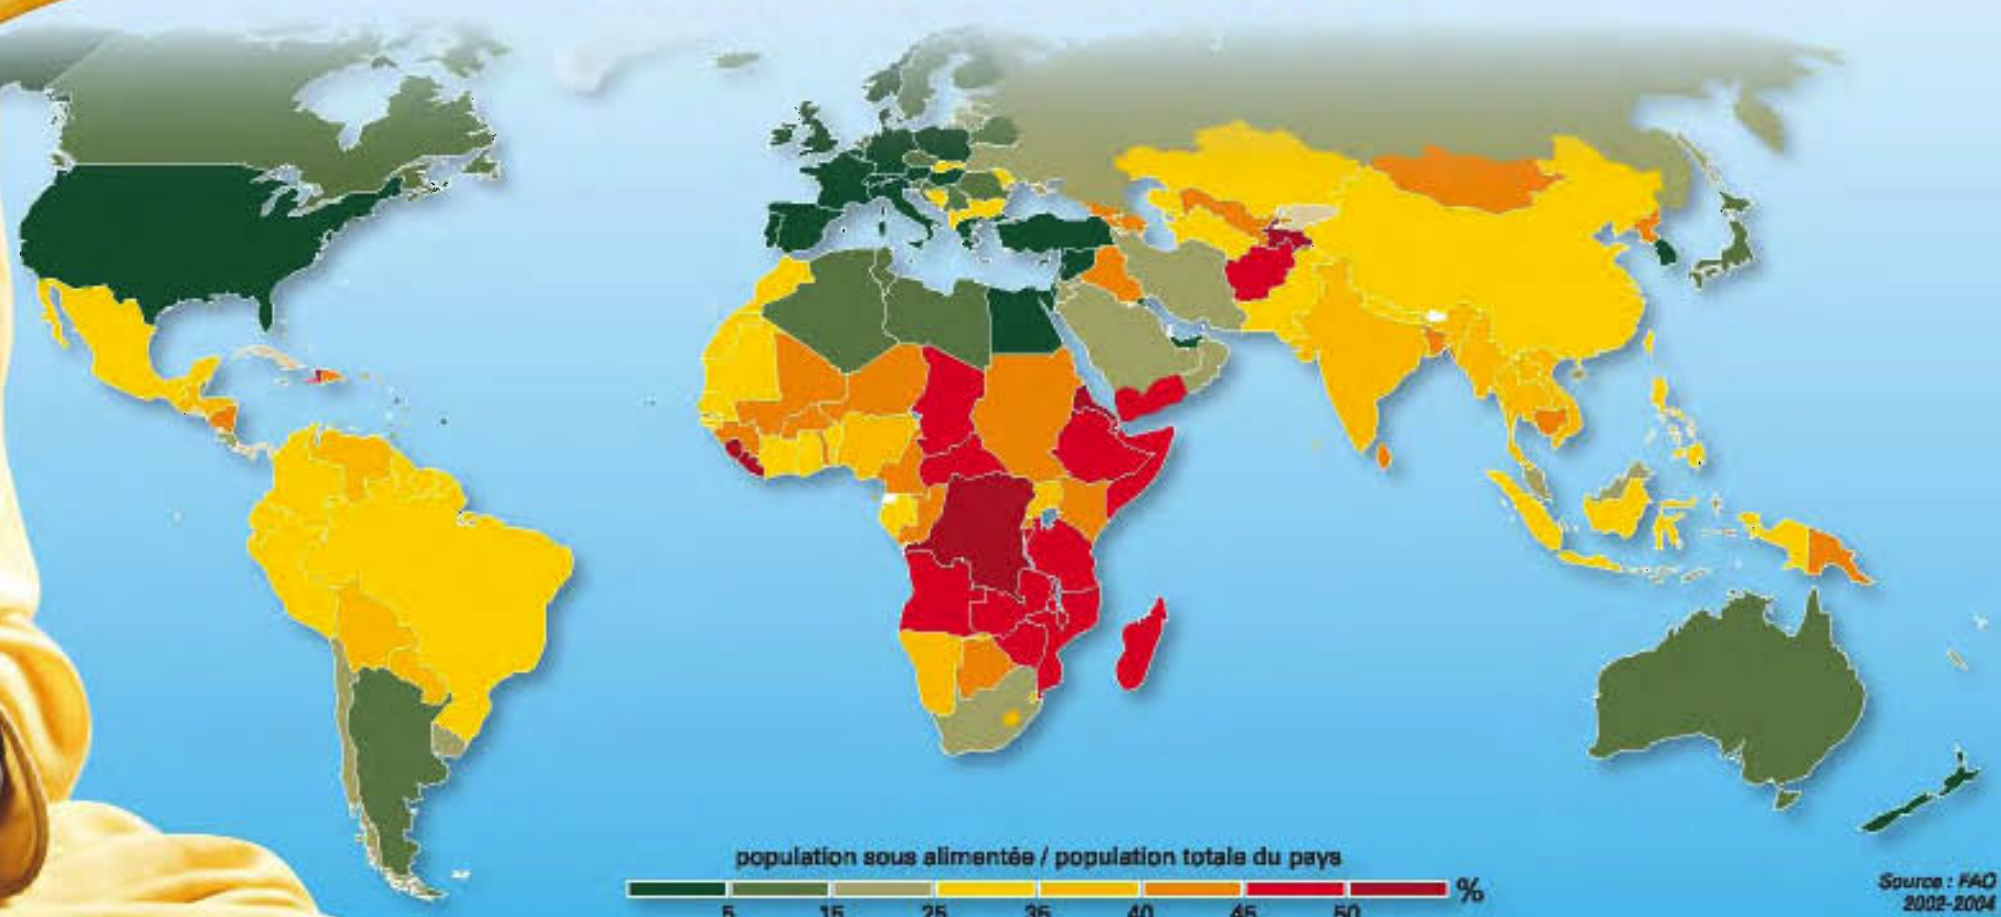 population sous alimentée / population totale du pays
%
5 15 25 35 40 45 50
Source : FAO
2002-2004